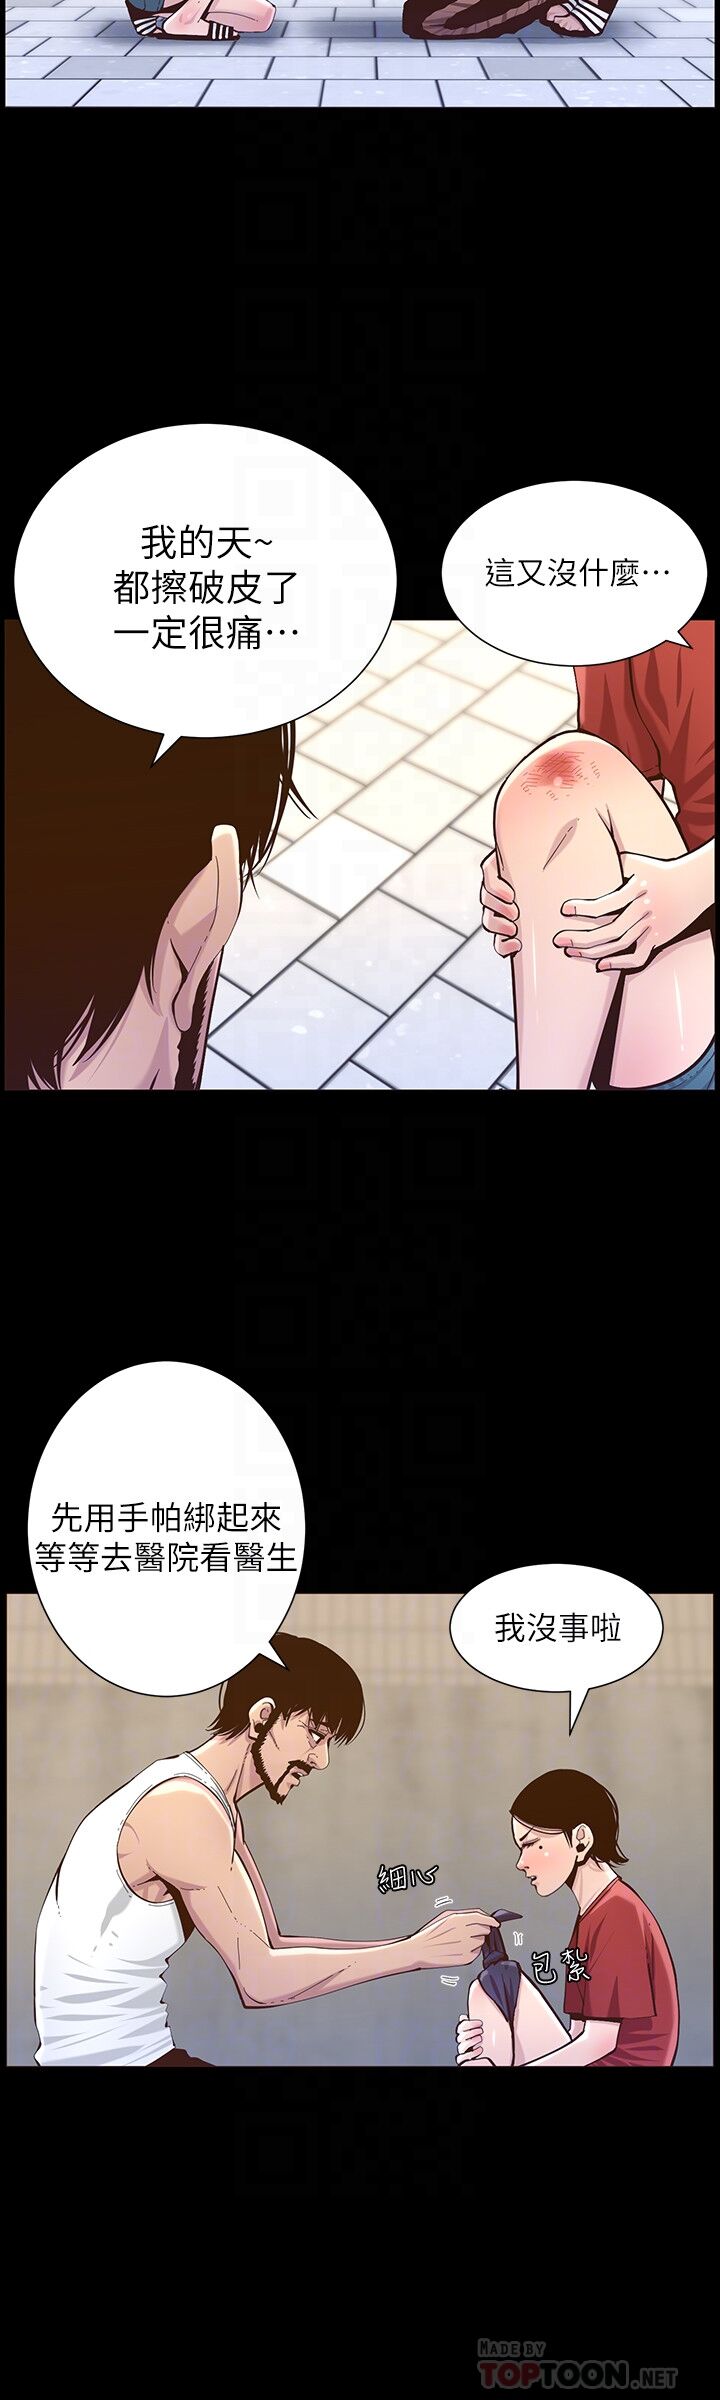 我的天~
都擦破皮了
一定很痛…
這又沒什麼…
先用手帕綁起來
等等去醫院看醫生
我沒事啦
細心
包紮
MADE BY
TOPTOON.NET